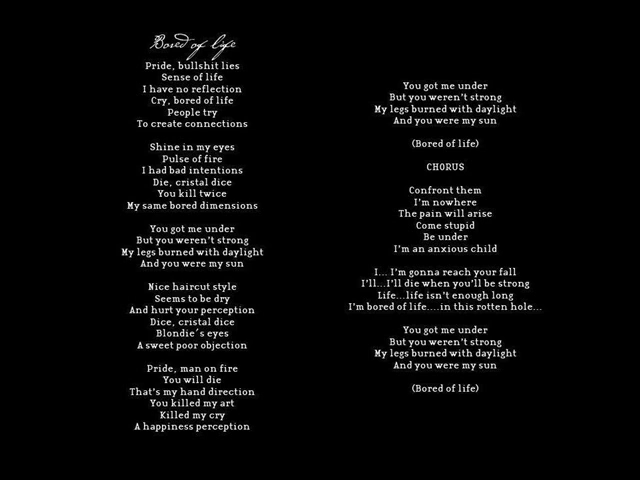 Bored of life
Pride, bullshit lies
Sense of life
I have no reflection
Cry, bored of life
People try
To create connections
Shine in my eyes
Pulse of fire
I had bad intentions
Die, cristal dice
You kill twice
My same bored dimensions
You got me under
But you weren't strong
My legs burned with daylight
And you were my sun
Nice haircut style
Seems to be dry
And hurt your perception
Dice, cristal dice
Blondie's eyes
A sweet poor objection
Pride, man on fire
You will die
That's my hand direction
You killed my art
Killed my cry
A happiness perception
You got me under
But you weren't strong
My legs burned with daylight
And you were my sun
(Bored of life)
CHORUS
Confront them
I'm nowhere
The pain will arise
Come stupid
Be under
I'm an anxious child
I... I'm gonna reach your fall
I'll...I'll die when you'll be strong
Life...life isn't enough long
I'm bored of life....in this rotten hole...
You got me under
But you weren't strong
My legs burned with daylight
And you were my sun
(Bored of life)